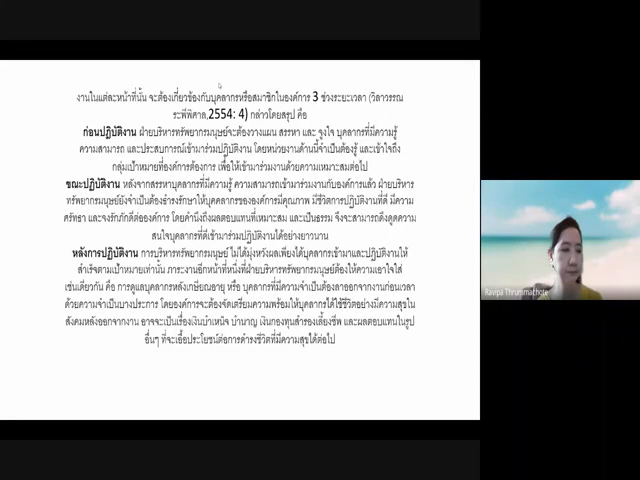 งานในแต่ละหน้าที่นั้น จะต้องเกี่ยวข้องกับบุคลากรหรือสมาชิกในองค์การ 3 ช่วงระยะเวลา (วิลาวรรณ
รพีพิศาล,2554: 4) กล่าวโดยสรุป คือ
ก่อนปฏิบัติงาน ฝ่ายบริหารทรัพยากรมนุษย์จะต้องวางแผน สรรหา และ จูงใจ บุคลากรที่มีความรู้
ความสามารถ และประสบการณ์เข้ามาร่วมปฏิบัติงาน โดยหน่วยงานด้านนี้จำเป็นต้องรู้ และเข้าใจถึง
กลุ่มเป้าหมายที่องค์การต้องการ เพื่อให้เข้ามาร่วมงานด้วยความเหมาะสมต่อไป
ขณะปฏิบัติงาน หลังจากสรรหาบุคลากรที่มีความรู้ ความสามารถเข้ามาร่วมงานกับองค์การแล้ว ฝ่ายบริหาร
ทรัพยากรมนุษย์ยังจำเป็นต้องธำรงรักษาให้บุคลากรขององค์การมีคุณภาพ มีชีวิตการปฏิบัติงานที่ดี มีความ
ศรัทธา และจงรักภักดีต่อองค์การ โดยคำนึงถึงผลตอบแทนที่เหมาะสม และเป็นธรรม จึงจะสามารถดึงดูดความ
สนใจบุคลากรที่ดีเข้ามาร่วมปฏิบัติงานได้อย่างยาวนาน
หลังการปฏิบัติงาน การบริหารทรัพยากรมนุษย์ ไม่ได้มุ่งหวังผลเพียงได้บุคลากรเข้ามาและปฏิบัติงานให้
สำเร็จตามเป้าหมายเท่านั้น ภาระงานอีกหน้าที่หนึ่งที่ฝ่ายบริหารทรัพยากรมนุษย์ต้องให้ความเอาใจใส่
เช่นเดียวกัน คือ การดูแลบุคลากรหลังเกษียณอายุ หรือ บุคลากรที่มีความจำเป็นต้องลาออกจากงานก่อนเวลา
ด้วยความจำเป็นบางประการ โดยองค์การจะต้องจัดเตรียมความพร้อมให้บุคลากรได้ใช้ชีวิตอย่างมีความสุขใน
สังคมหลังออกจากงาน อาจจะเป็นเรื่องเงินบำเหน็จ บำนาญ เงินกองทุนสำรองเลี้ยงชีพ และผลตอบแทนในรูป
อื่นๆ ที่จะเอื้อประโยชน์ต่อการดำรงชีวิตที่มีความสุขได้ต่อไป
Ravipa Thrummachote